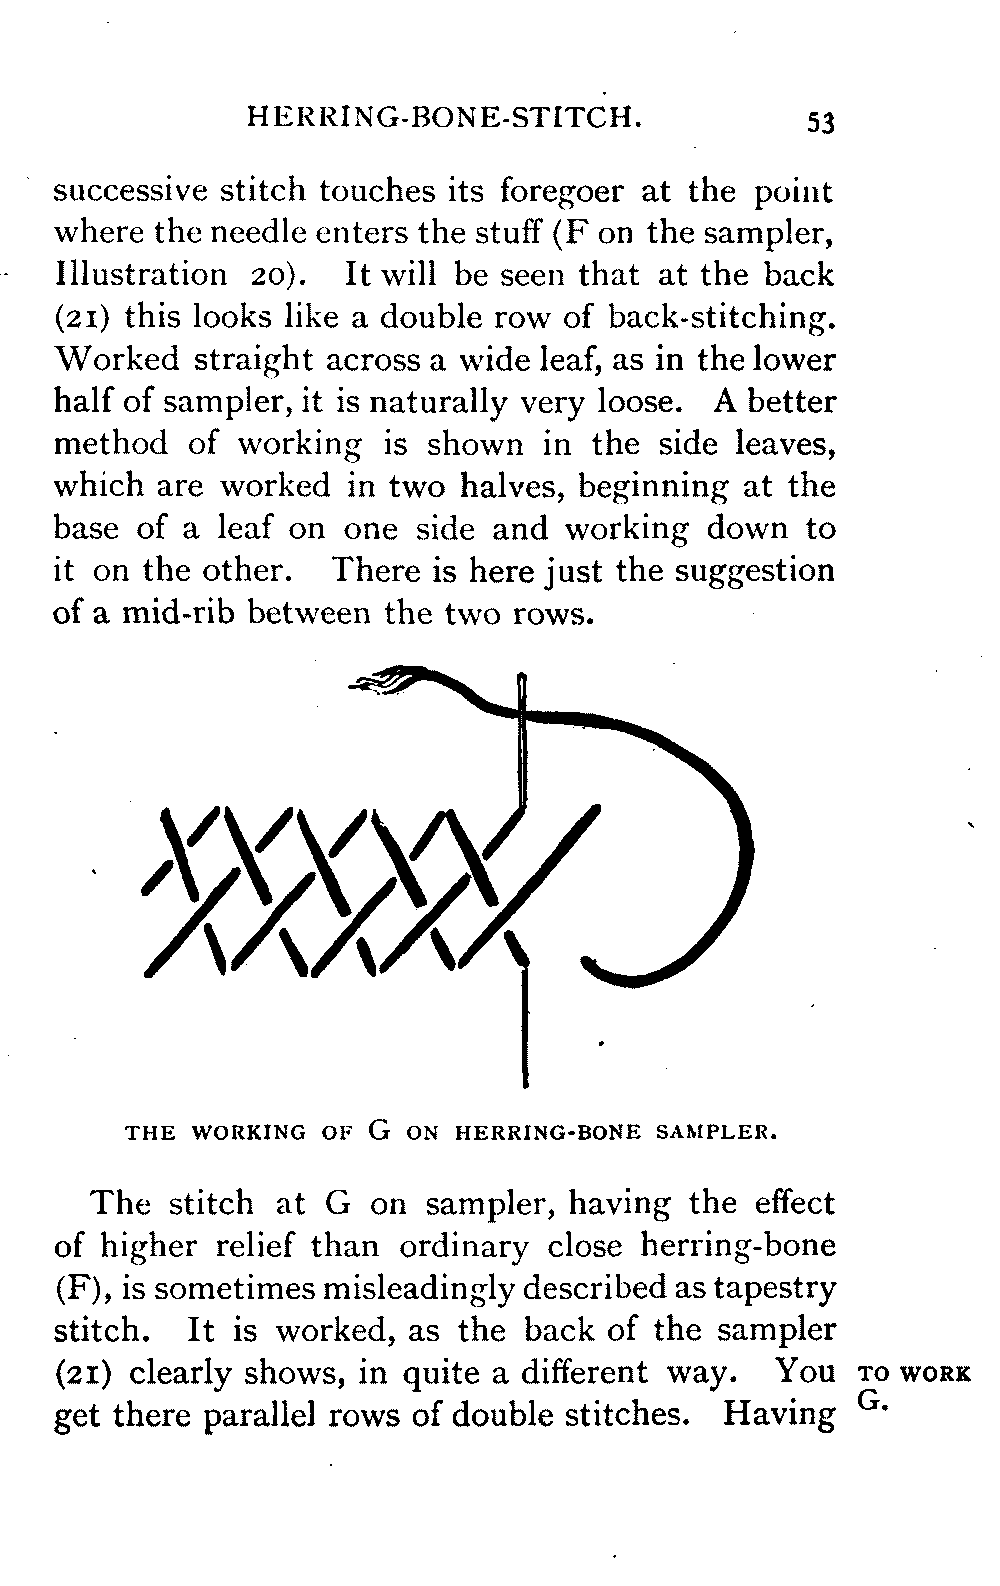 HERRING-BONE-STITCH. 53
successive stitch touches its foregoer at the point
where the needle enters the stuff (F on the sampler,
Illustration 20). It will be seen that at the back
(21) this looks like a double row of back-stitching.
Worked straight across a wide leaf, as in the lower
half of sampler, it is naturally very loose. A better
method of working is shown in the side leaves,
which are worked in two halves, beginning at the
base of a leaf on one side and working down to
it on the other. There is here just the suggestion
of a mid-rib between the two rows.
THE WORKING OF G ON HERRING-BONE SAMPLER.
The stitch at G on sampler, having the effect
of higher relief than ordinary close herring-bone
(F), is sometimes misleadingly described as tapestry
stitch. It is worked, as the back of the sampler
(21) clearly shows, in quite a different way. You
get there parallel rows of double stitches. Having
TO WORK
G.